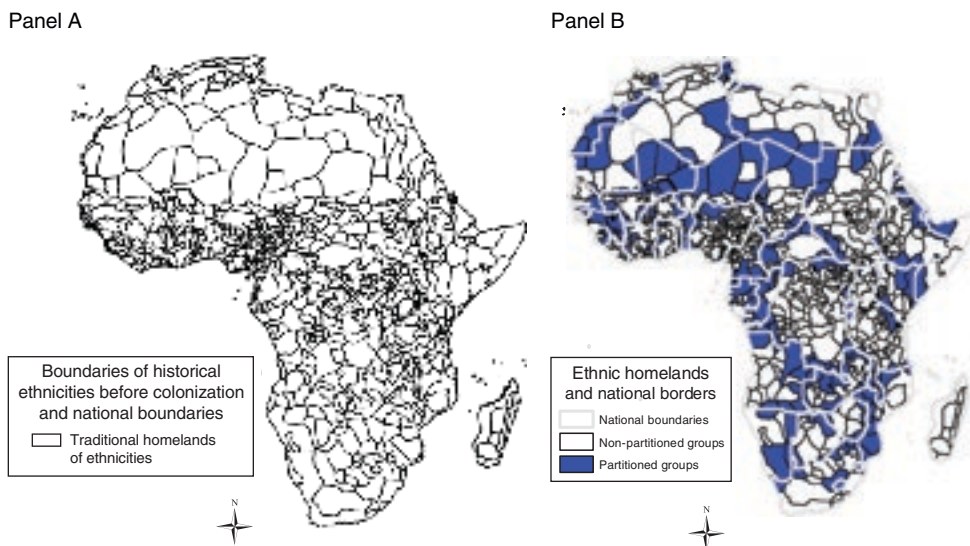 Panel A
Panel B
Boundaries of historical
ethnicities before colonization
and national boundaries
Traditional homelands
of ethnicities
N
Ethnic homelands
and national borders
National boundaries
Non-partitioned groups
Partitioned groups
N